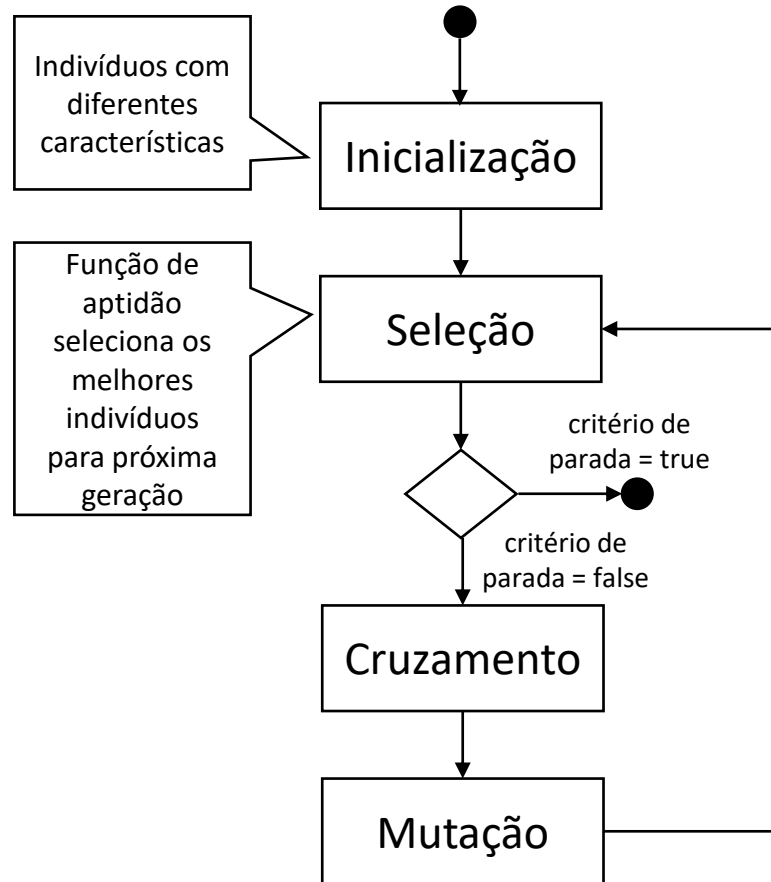 Indivíduos com
diferentes
características
Inicialização
Função de
aptidão
seleciona os
melhores
indivíduos
para próxima
geração
Seleção
critério de
parada = true
critério de
parada = false
Cruzamento
Mutação